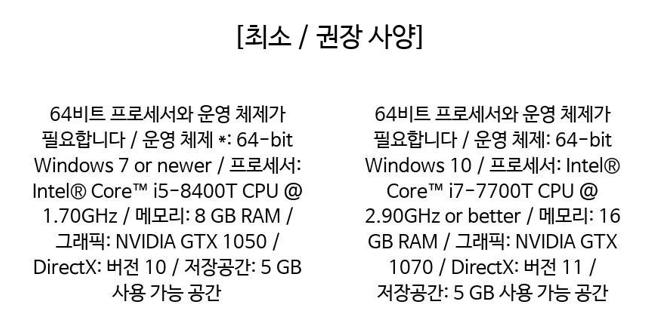 [최소 / 권장 사양]
64비트 프로세서와 운영 체제가
필요합니다 / 운영 체제 *: 64-bit
Windows 7 or newer / 프로세서:
Intel® Core™ i5-8400T CPU @
1.70GHz / 메모리: 8 GB RAM /
그래픽: NVIDIA GTX 1050 /
DirectX: 버전 10 / 저장공간: 5 GB
사용 가능 공간
64비트 프로세서와 운영 체제가
필요합니다 / 운영 체제: 64-bit
Windows 10 / 프로세서: Intel®
Core™ i7-7700T CPU @
2.90GHz or better / 메모리: 16
GB RAM / 그래픽: NVIDIA GTX
1070 / DirectX: 버전 11 /
저장공간: 5 GB 사용 가능 공간